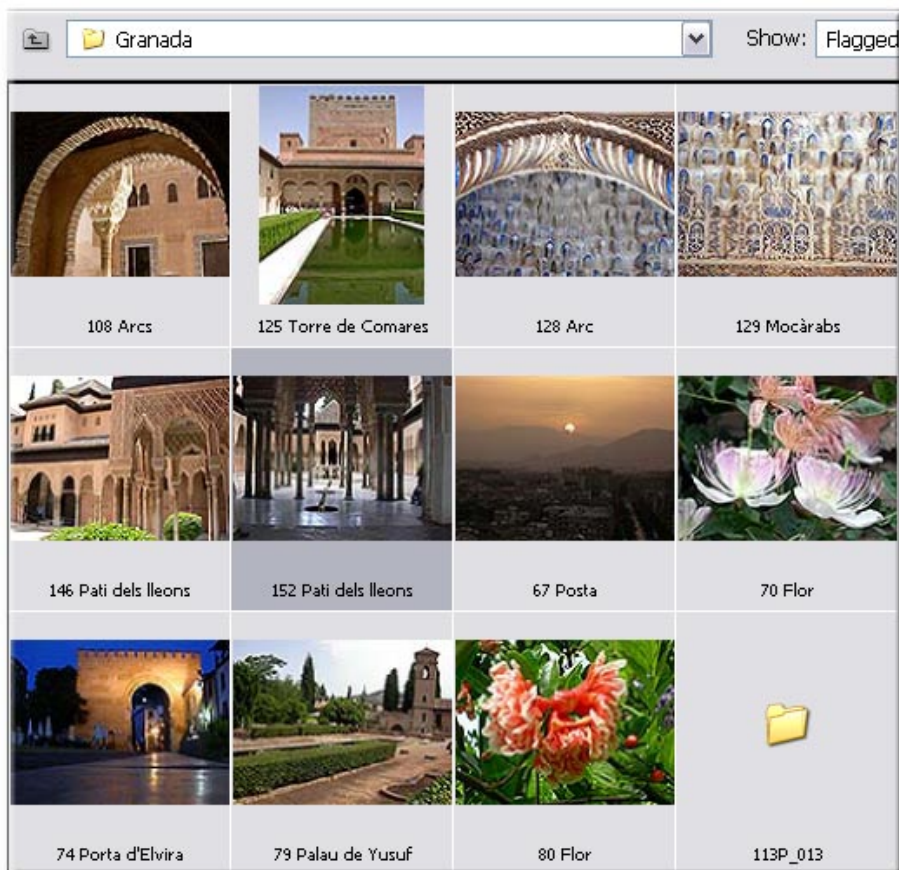 Granada
Show: Flagged
108 Arcs
125 Torre de Comares
128 Arc
129 Mocàrabs
146 Pati dels lleons
152 Pati dels lleons
67 Posta
70 Flor
74 Porta d'Elvira
79 Palau de Yusuf
80 Flor
113P_013